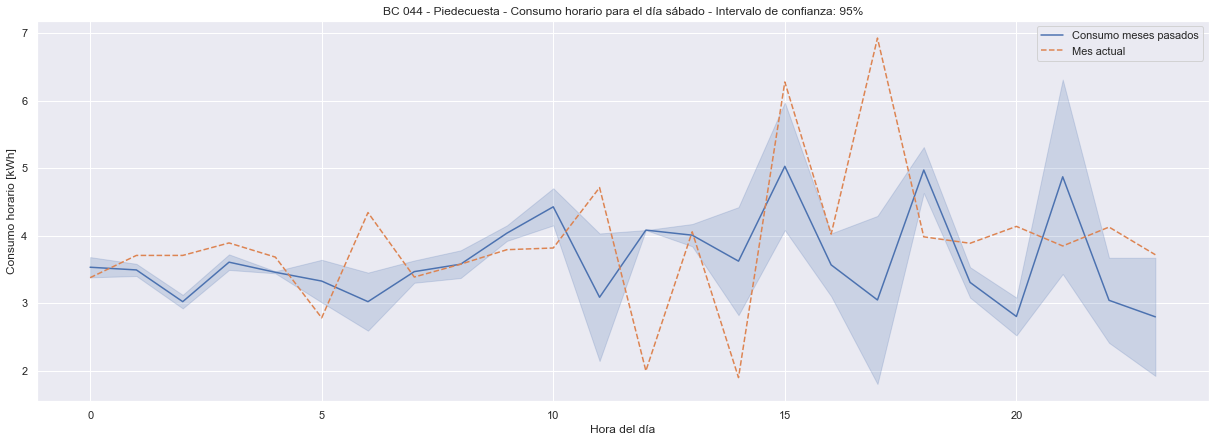 BC 044 - Piedecuesta - Consumo horario para el día sábado - Intervalo de confianza: 95%
Consumo meses pasados
Mes actual
Consumo horario [kWh]
7
6
5
4
3
2
0
5
10
15
20
Hora del día